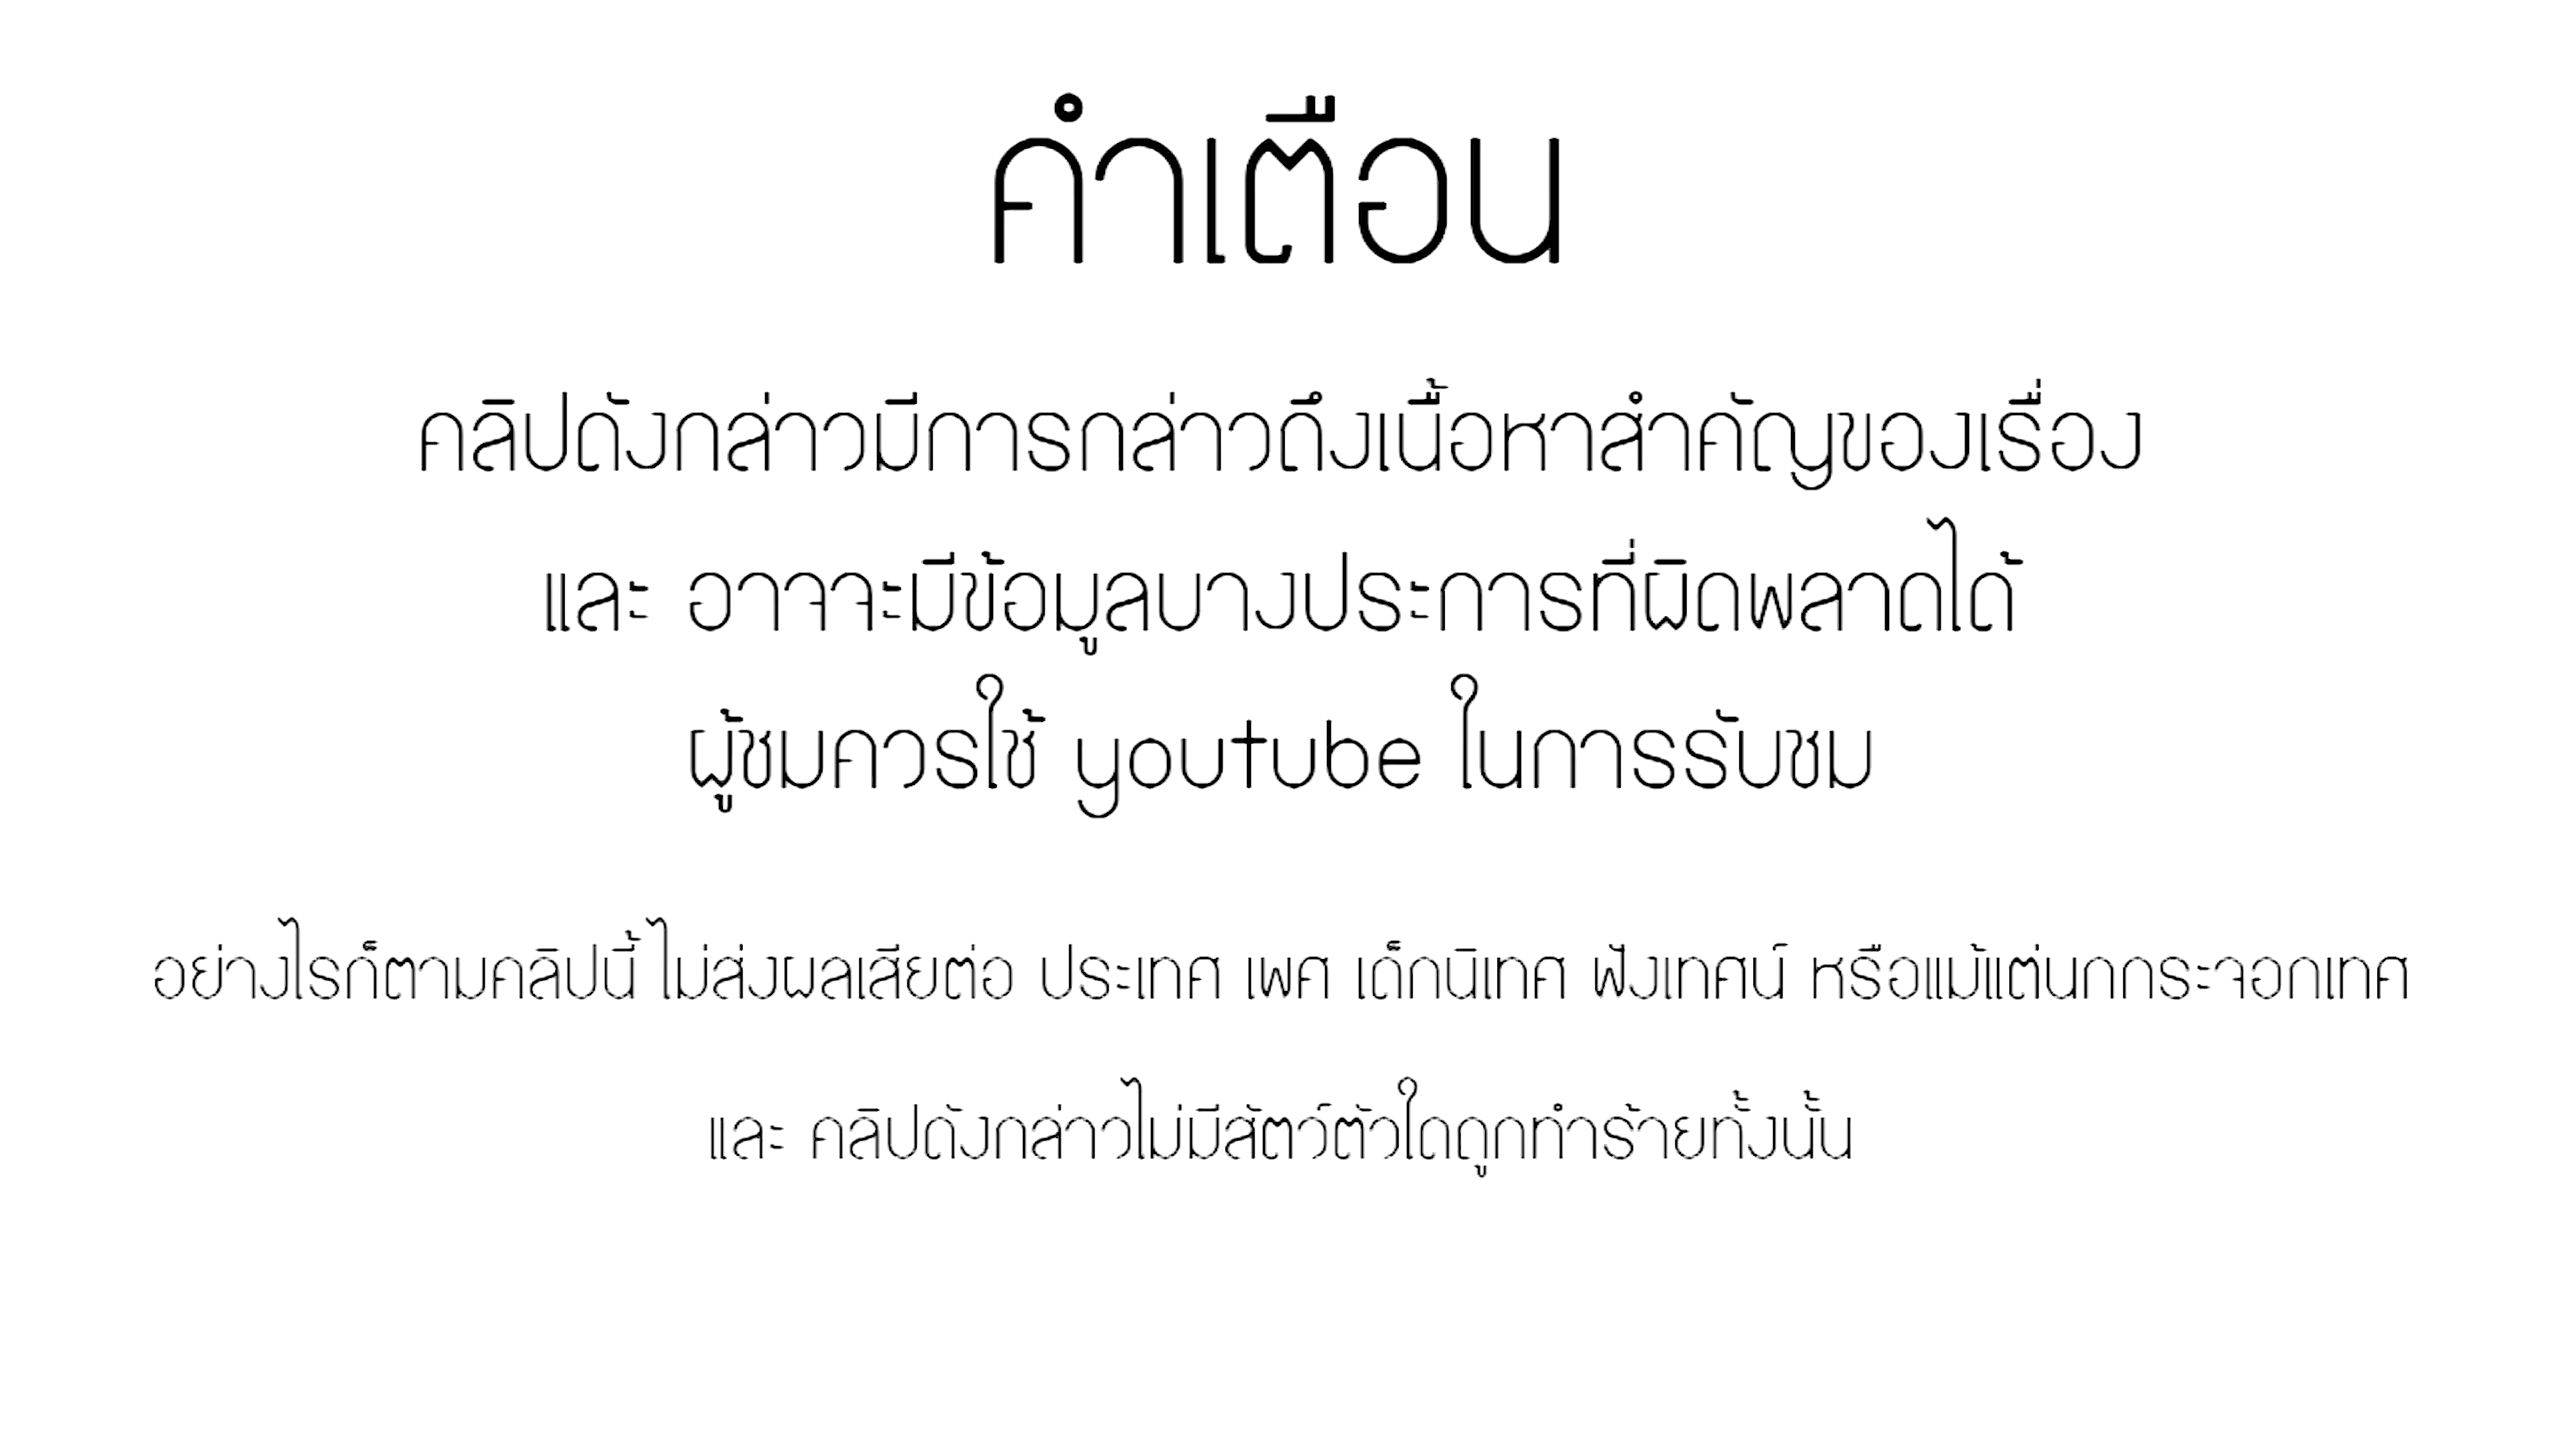 คำเตือน
คลิปดังกล่าวมีการกล่าวถึงเนื้อหาสำคัญของเรื่อง
และ อาจจะมีข้อมูลบางประการที่ผิดพลาดได้
ผู้ชมควรใช้ youtube ในการรับชม
อย่างไรก็ตามคลิปนี้ ไม่ส่งผลเสียต่อ ประเทศ เพศ เด็กนิเทศ ฟังเทศน์ หรือแม้แต่นกกระจอกเทศ
และ คลิปดังกล่าวไม่มีสัตว์ตัวใดถูกทำร้ายทั้งนั้น